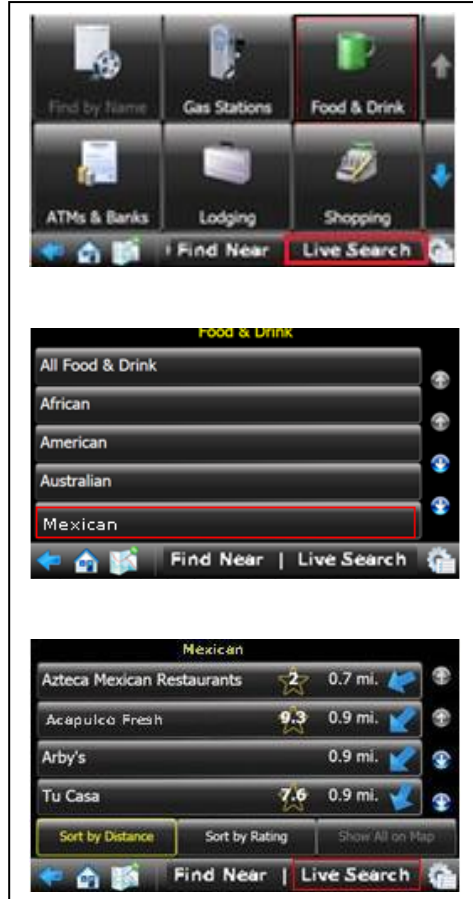 Find by Name Gas Stations Food & Drink
ATMs & Banks Lodging Shopping
Find Near Live Search
Food & Drink
All Food & Drink
African
American
Australian
Mexican
Find Near | Live Search
Mexican
Azteca Mexican Restaurants 2 0.7 mi.
Acapulco Fresh 9.3 0.9 mi.
Arby's 0.9 mi.
Tu Casa 7.6 0.9 mi.
Sort by Distance Sort by Rating Show All on Map
Find Near | Live Search